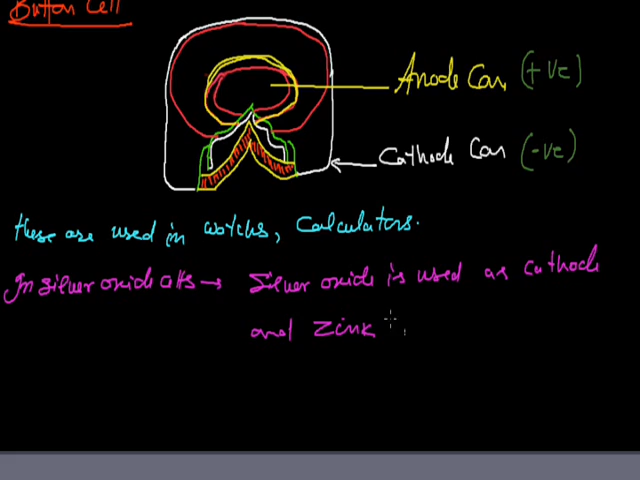 Button Cell
Anode Can (+ve)
Cathode Can (-ve)
these are used in watchs, Calculators.
In silver oxide cells → Silver oxide is used as cathode
and Zink